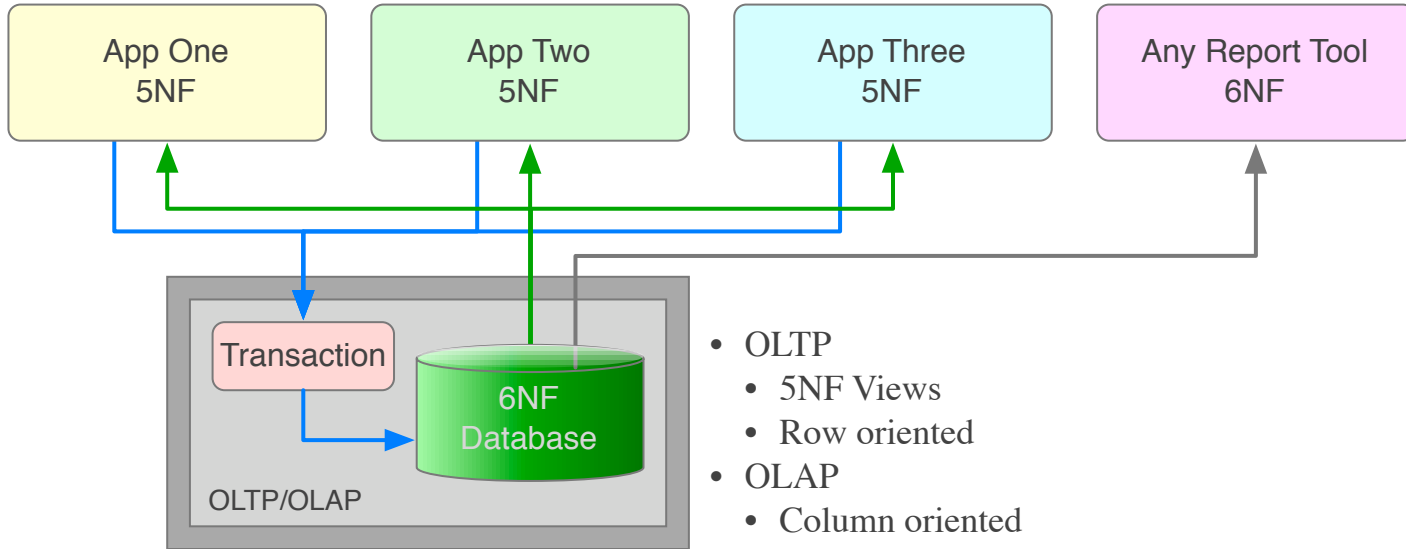 App One
5NF
App Two
5NF
App Three
5NF
Any Report Tool
6NF
Transaction
6NF
Database
OLTP/OLAP
• OLTP
• 5NF Views
• Row oriented
• OLAP
• Column oriented